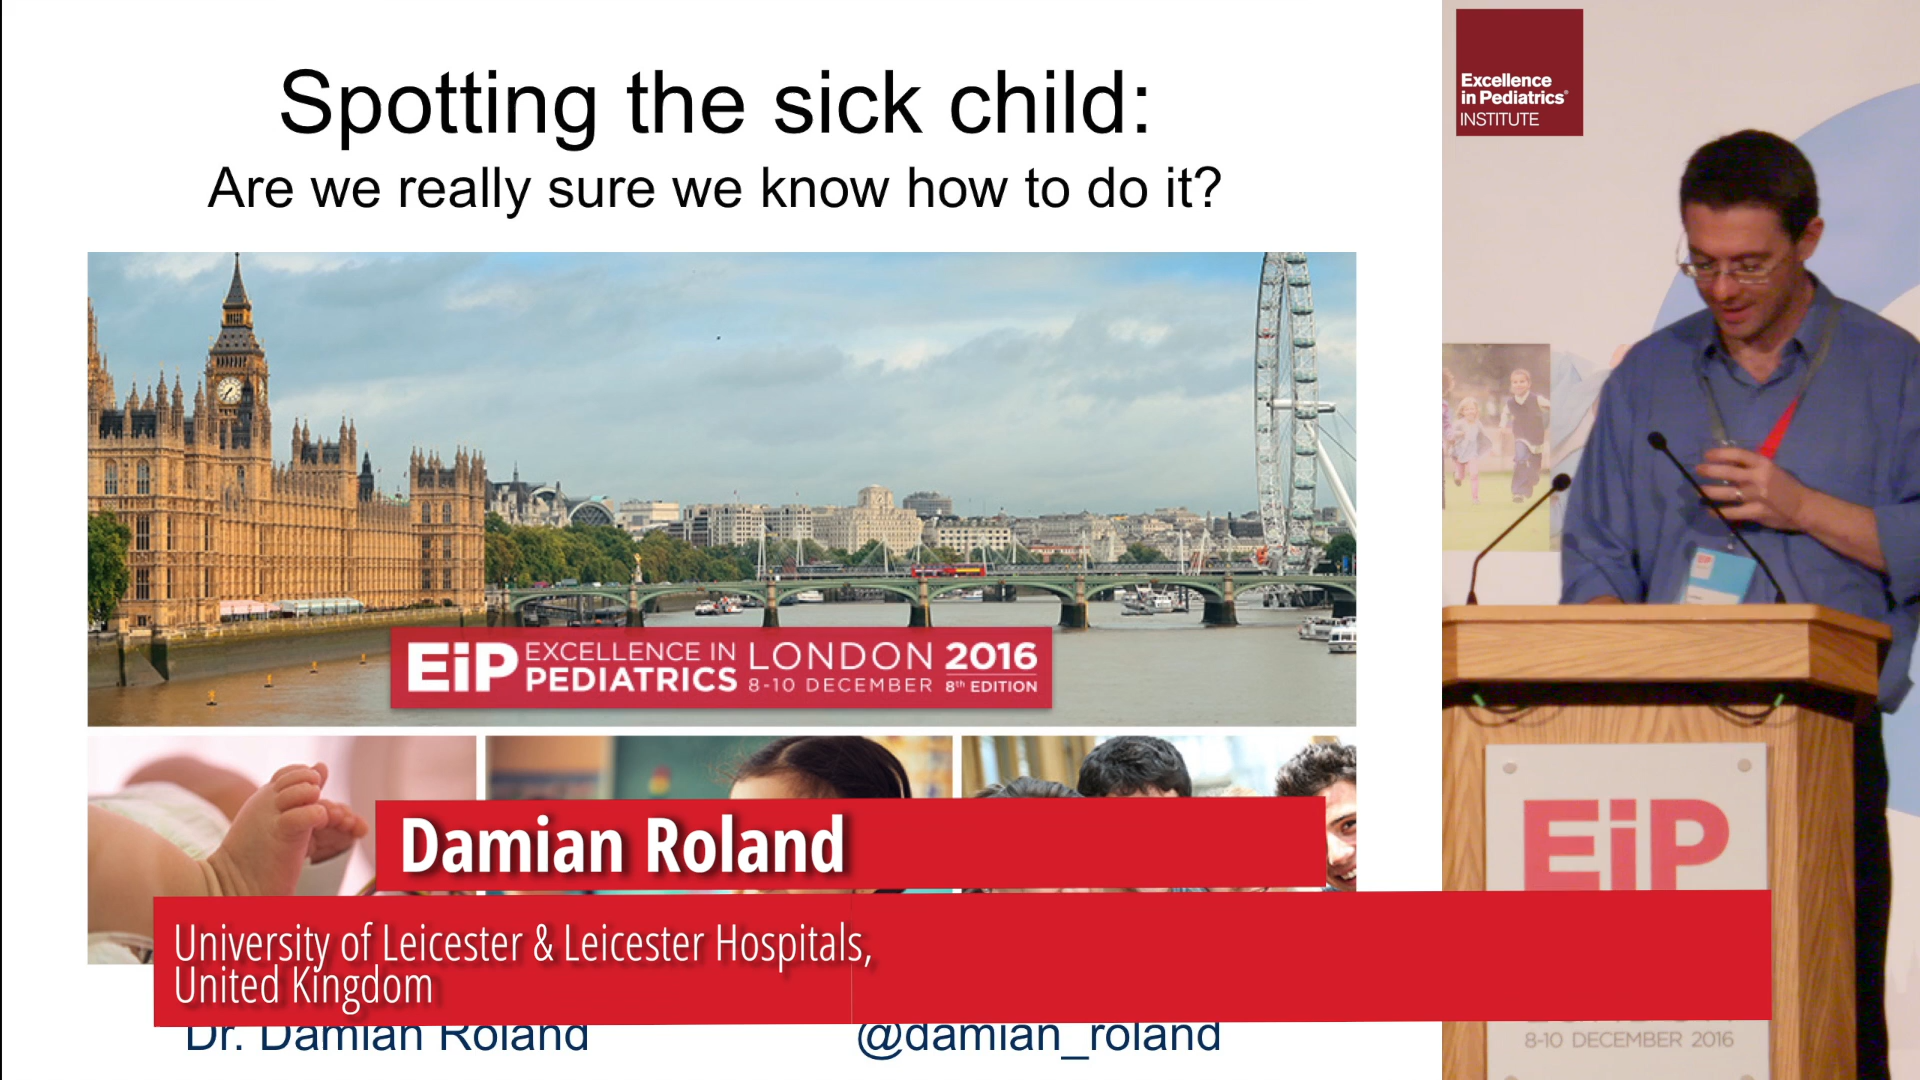 Spotting the sick child:
Are we really sure we know how to do it?
EiP EXCELLENCE IN PEDIATRICS LONDON 2016
8-10 DECEMBER 8th EDITION
Damian Roland
University of Leicester & Leicester Hospitals,
United Kingdom
Dr. Damian Roland @damian_roland
Excellence
in Pediatrics®
INSTITUTE
EiP
EiP
8-10 DECEMBER 2016